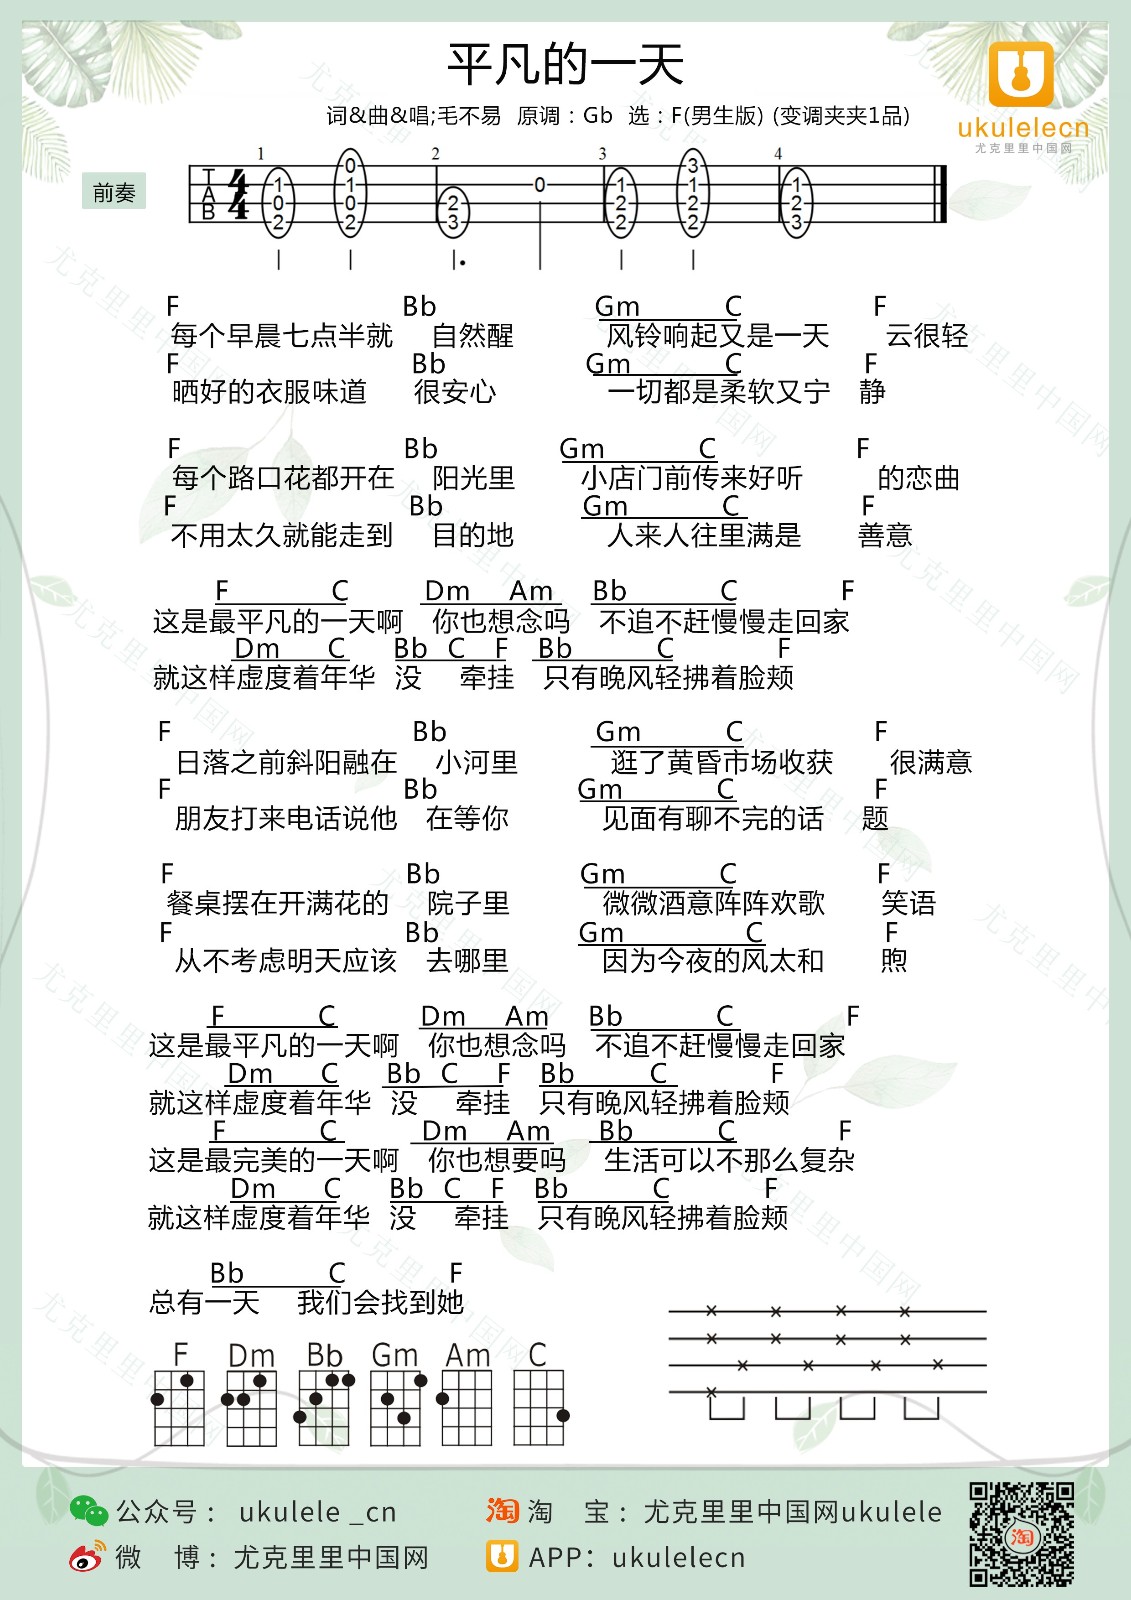 平凡的一天
词&曲&唱;毛不易 原调：Gb 选：F(男生版) (变调夹夹1品)
ukulelecn
尤克里里中国网
前奏
1 2 3 4
T A B 4 4
0 3
1 1 0 1 1 1
0 0 2 2 2 2
2 2 3 2 2 3
F Bb Gm C F
每个早晨七点半就 自然醒 风铃响起又是一天 云很轻
F Bb Gm C F
晒好的衣服味道 很安心 一切都是柔软又宁 静
F Bb Gm C F
每个路口花都开在 阳光里 小店门前传来好听 的恋曲
F Bb Gm C F
不用太久就能走到 目的地 人来人往里满是 善意
F C Dm Am Bb C F
这是最平凡的一天啊 你也想念吗 不追不赶慢慢走回家
Dm C Bb C F Bb C F
就这样虚度着年华 没 牵挂 只有晚风轻拂着脸颊
F Bb Gm C F
日落之前斜阳融在 小河里 逛了黄昏市场收获 很满意
F Bb Gm C F
朋友打来电话说他 在等你 见面有聊不完的话 题
F Bb Gm C F
餐桌摆在开满花的 院子里 微微酒意阵阵欢歌 笑语
F Bb Gm C F
从不考虑明天应该 去哪里 因为今夜的风太和 煦
F C Dm Am Bb C F
这是最平凡的一天啊 你也想念吗 不追不赶慢慢走回家
Dm C Bb C F Bb C F
就这样虚度着年华 没 牵挂 只有晚风轻拂着脸颊
F C Dm Am Bb C F
这是最完美的一天啊 你也想要吗 生活可以不那么复杂
Dm C Bb C F Bb C F
就这样虚度着年华 没 牵挂 只有晚风轻拂着脸颊
Bb C F
总有一天 我们会找到她
F Dm Bb Gm Am C
公众号： ukulele _cn
淘 淘 宝：尤克里里中国网ukulele
微 博：尤克里里中国网
APP：ukulelecn
淘